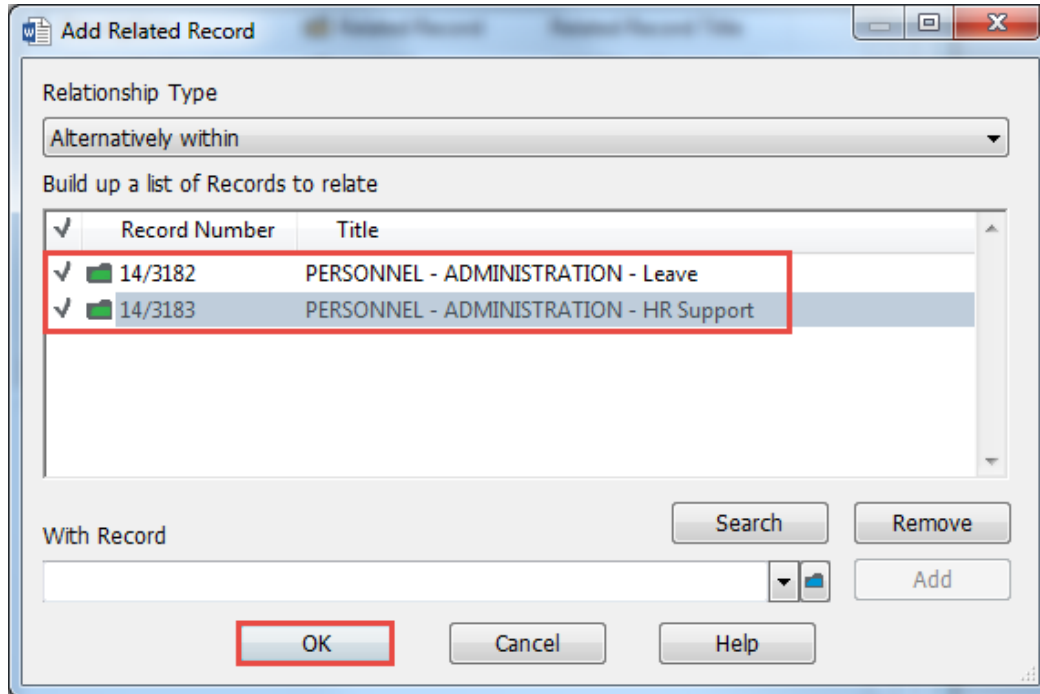 Add Related Record
Relationship Type
Alternatively within
Build up a list of Records to relate
Record Number Title
14/3182 PERSONNEL - ADMINISTRATION - Leave
14/3183 PERSONNEL - ADMINISTRATION - HR Support
Search Remove
With Record
Add
OK Cancel Help